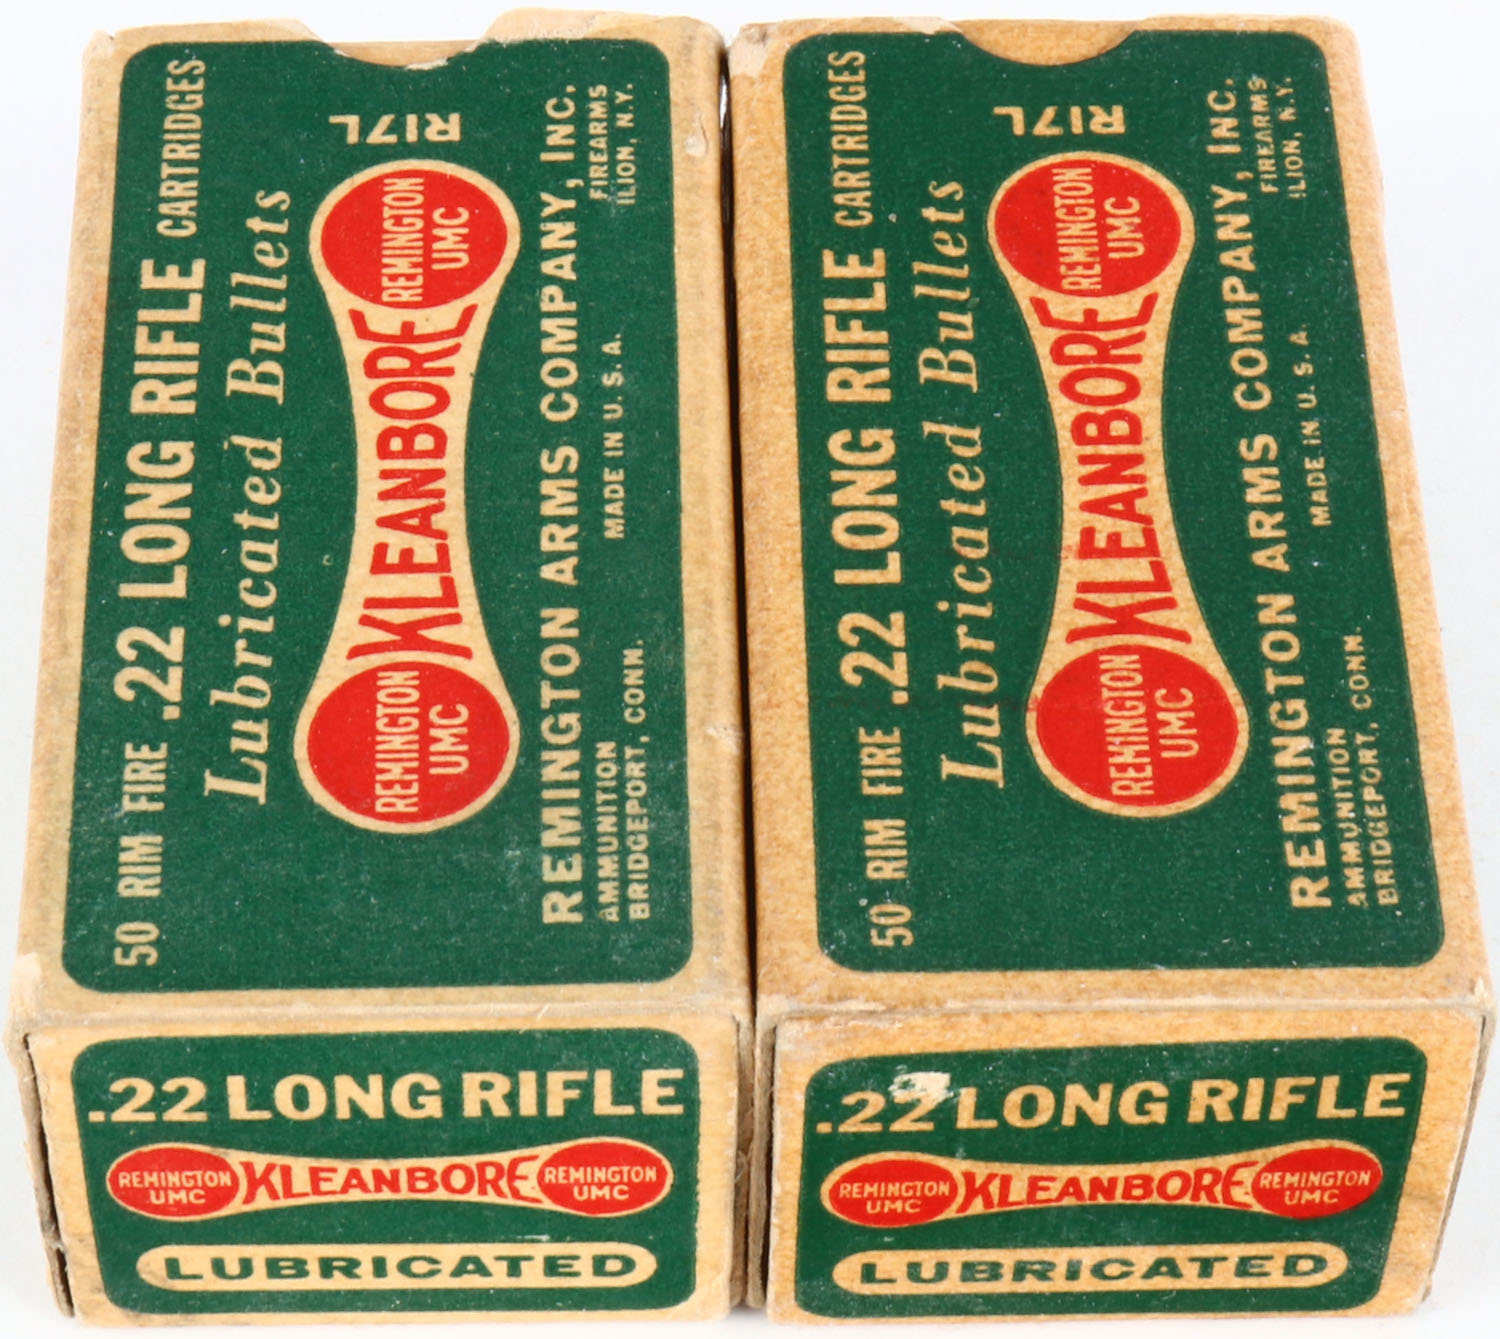 R17L
50 RIM FIRE .22 LONG RIFLE CARTRIDGES
Lubricated Bullets
REMINGTON UMC KLEANBORE REMINGTON UMC
REMINGTON ARMS COMPANY, INC.
AMMUNITION MADE IN U.S.A. FIREARMS
BRIDGEPORT, CONN. ILION, N.Y.
.22 LONG RIFLE
REMINGTON UMC KLEANBORE REMINGTON UMC
LUBRICATED
R17L
50 RIM FIRE .22 LONG RIFLE CARTRIDGES
Lubricated Bullets
REMINGTON UMC KLEANBORE REMINGTON UMC
REMINGTON ARMS COMPANY, INC.
AMMUNITION MADE IN U.S.A. FIREARMS
BRIDGEPORT, CONN. ILION, N.Y.
.22 LONG RIFLE
REMINGTON UMC KLEANBORE REMINGTON UMC
LUBRICATED